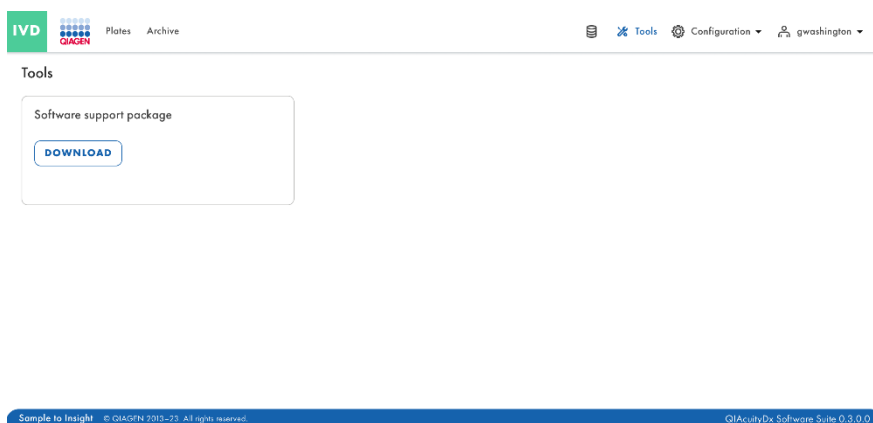 IVD QIAGEN Plates Archive Tools Configuration gwashington
Tools
Software support package
DOWNLOAD
Sample to Insight © QIAGEN 2013–23. All rights reserved. QIAcuityDx Software Suite 0.3.0.0